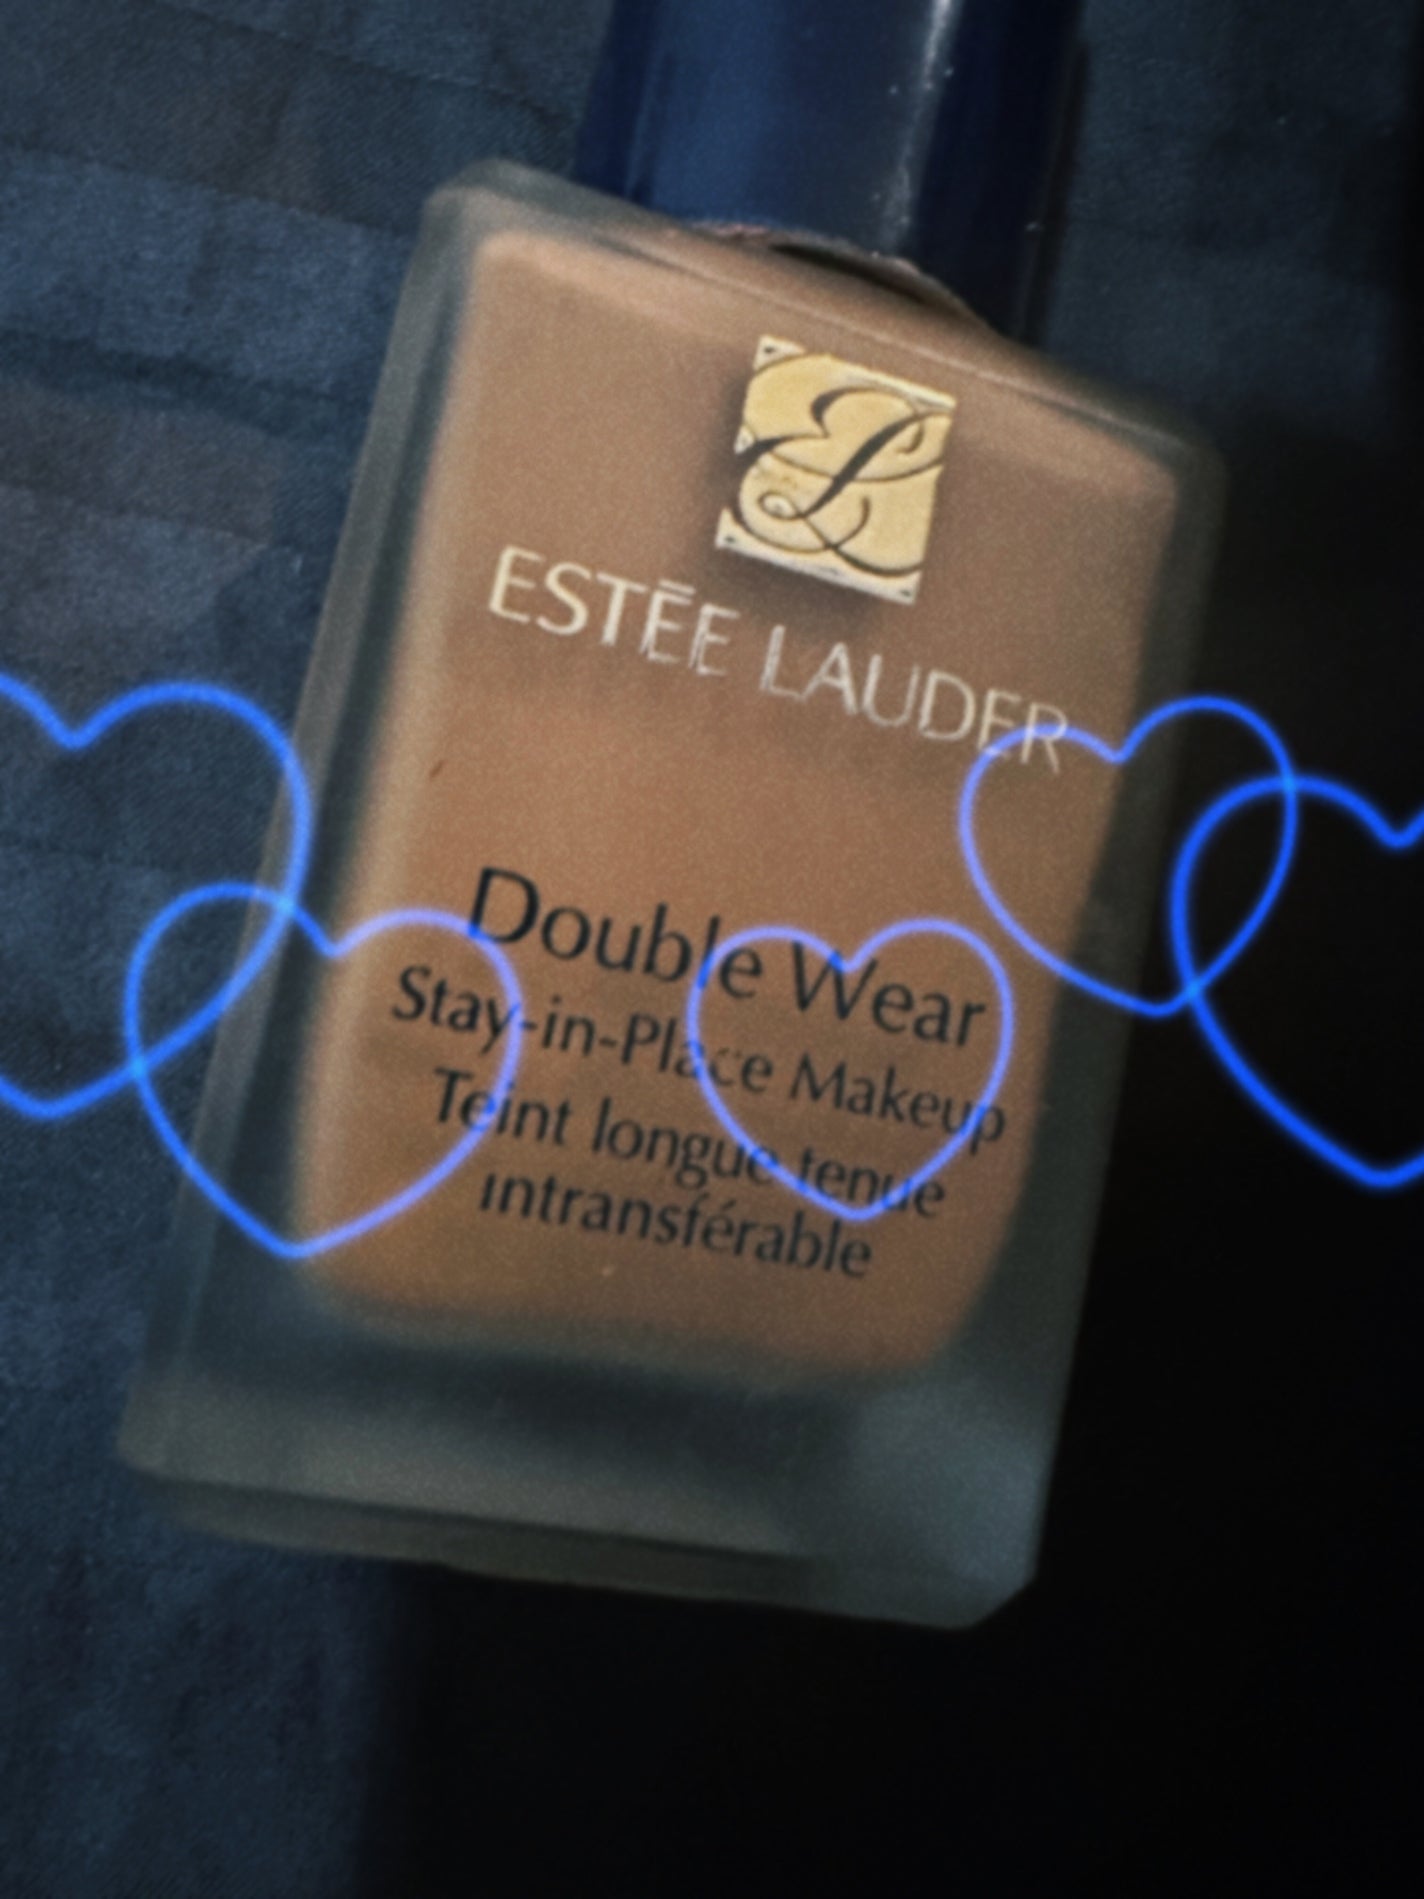 ESTĒE LAUDER
Double Wear
Stay-in-Place Makeup
Teint longue tenue
intransférable